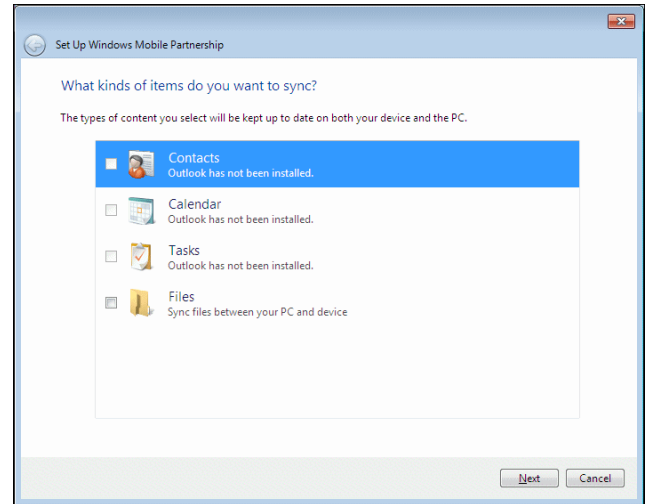 Set Up Windows Mobile Partnership
What kinds of items do you want to sync?
The types of content you select will be kept up to date on both your device and the PC.
Contacts
Outlook has not been installed.
Calendar
Outlook has not been installed.
Tasks
Outlook has not been installed.
Files
Sync files between your PC and device
Next
Cancel